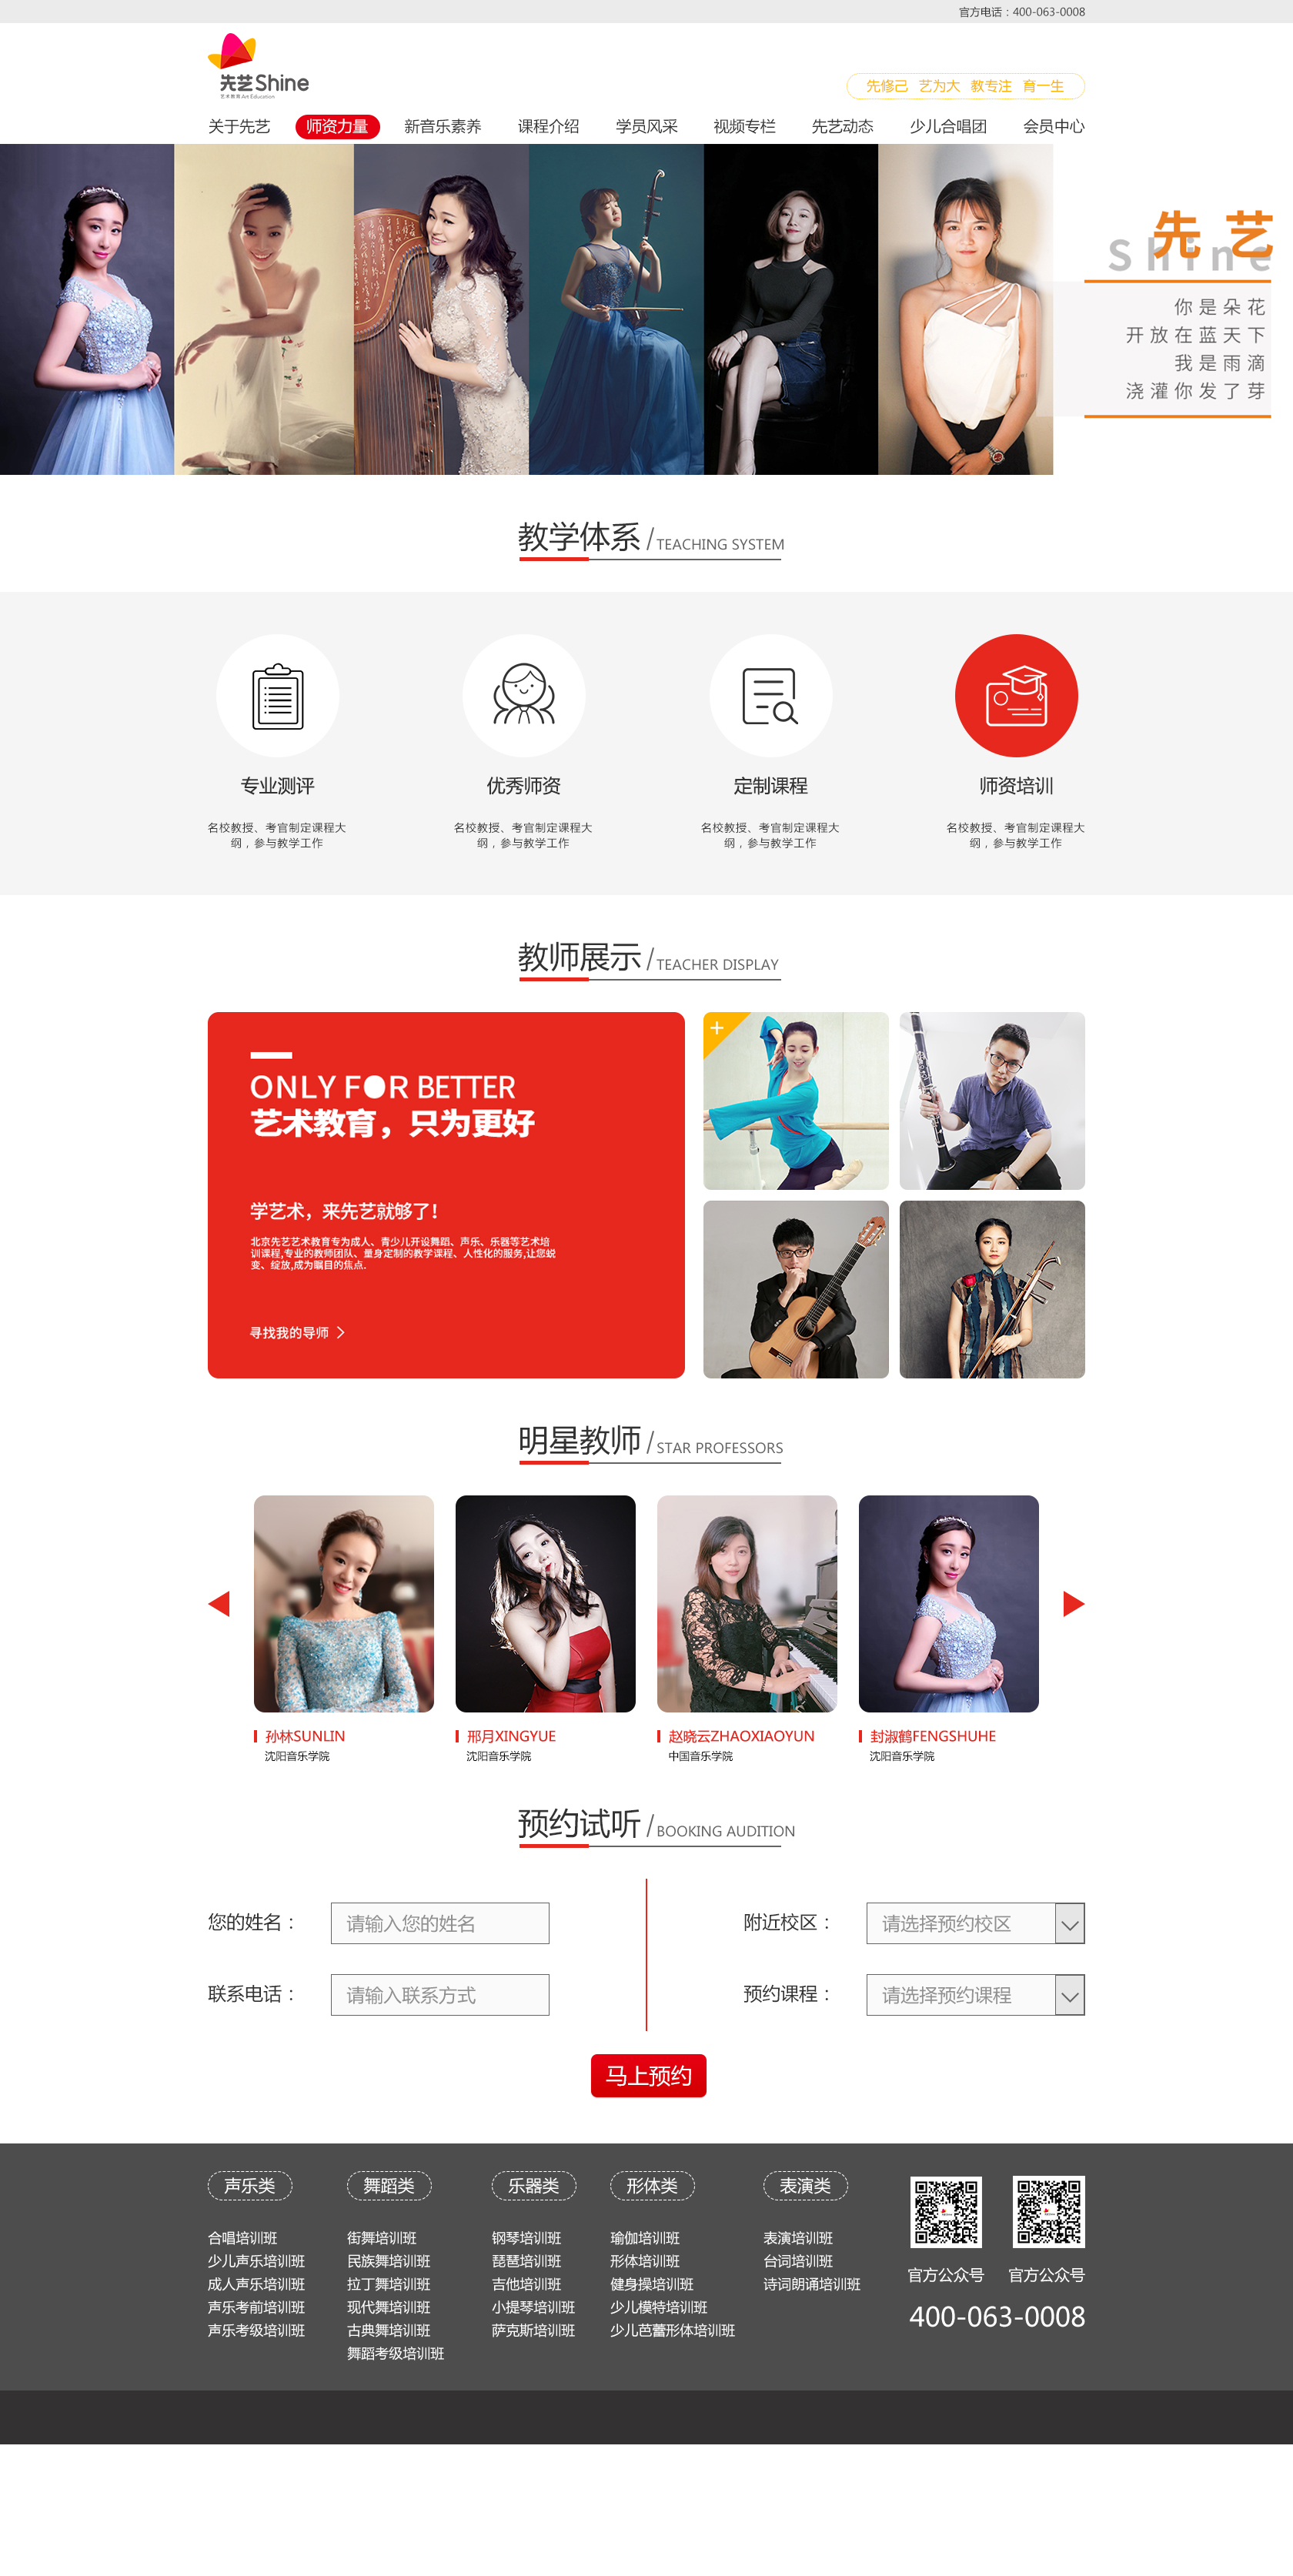 官方电话：400-063-0008
先艺Shine
艺术教育 Art Education
先修己 艺为大 教专注 育一生
关于先艺 师资力量 新音乐素养 课程介绍 学员风采 视频专栏 先艺动态 少儿合唱团 会员中心
先 艺
Shine
你是朵花
开放在蓝天下
我是雨滴
浇灌你发了芽
教学体系/TEACHING SYSTEM
专业测评 优秀师资 定制课程 师资培训
名校教授、考官制定课程大 名校教授、考官制定课程大 名校教授、考官制定课程大 名校教授、考官制定课程大
纲，参与教学工作 纲，参与教学工作 纲，参与教学工作 纲，参与教学工作
教师展示/TEACHER DISPLAY
ONLY FOR BETTER
艺术教育，只为更好
学艺术，来先艺就够了！
北京先艺艺术教育专为成人、青少儿开设舞蹈、声乐、乐器等艺术培
训课程,专业的教师团队、量身定制的教学课程、人性化的服务,让您蜕
变、绽放,成为瞩目的焦点.
寻找我的导师
明星教师/STAR PROFESSORS
孙林SUNLIN 邢月XINGYUE 赵晓云ZHAOXIAOYUN 封淑鹤FENGSHUHE
沈阳音乐学院 沈阳音乐学院 中国音乐学院 沈阳音乐学院
预约试听/BOOKING AUDITION
您的姓名： 请输入您的姓名 附近校区： 请选择预约校区
联系电话： 请输入联系方式 预约课程： 请选择预约课程
马上预约
声乐类 舞蹈类 乐器类 形体类 表演类
合唱培训班 街舞培训班 钢琴培训班 瑜伽培训班 表演培训班
少儿声乐培训班 民族舞培训班 琵琶培训班 形体培训班 台词培训班
成人声乐培训班 拉丁舞培训班 吉他培训班 健身操培训班 诗词朗诵培训班
声乐考前培训班 现代舞培训班 小提琴培训班 少儿模特培训班
声乐考级培训班 古典舞培训班 萨克斯培训班 少儿芭蕾形体培训班
舞蹈考级培训班
官方公众号 官方公众号
400-063-0008